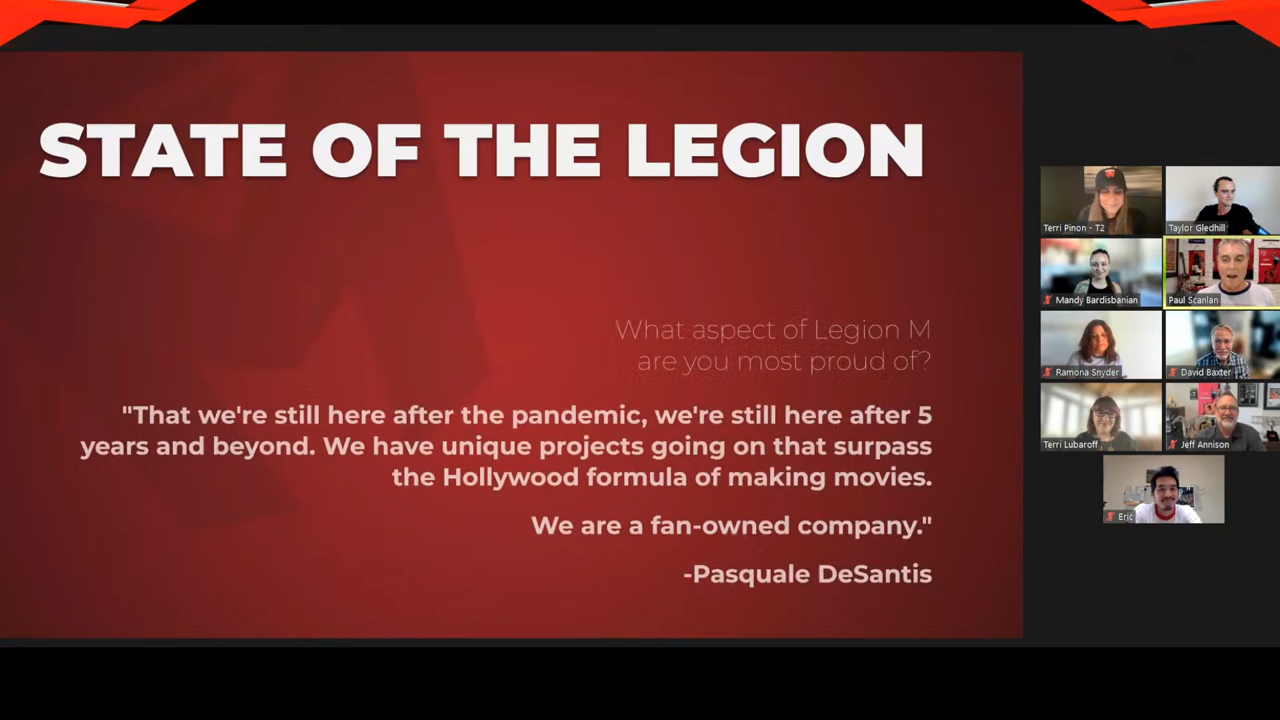 STATE OF THE LEGION
What aspect of Legion M
are you most proud of?
"That we're still here after the pandemic, we're still here after 5
years and beyond. We have unique projects going on that surpass
the Hollywood formula of making movies.
We are a fan-owned company."
-Pasquale DeSantis
Terri Pinon - T2
Taylor Gledhill
Mandy Bardisbanian
Paul Scanlan
Ramona Snyder
David Baxter
Terri Lubaroff
Jeff Annison
Eric